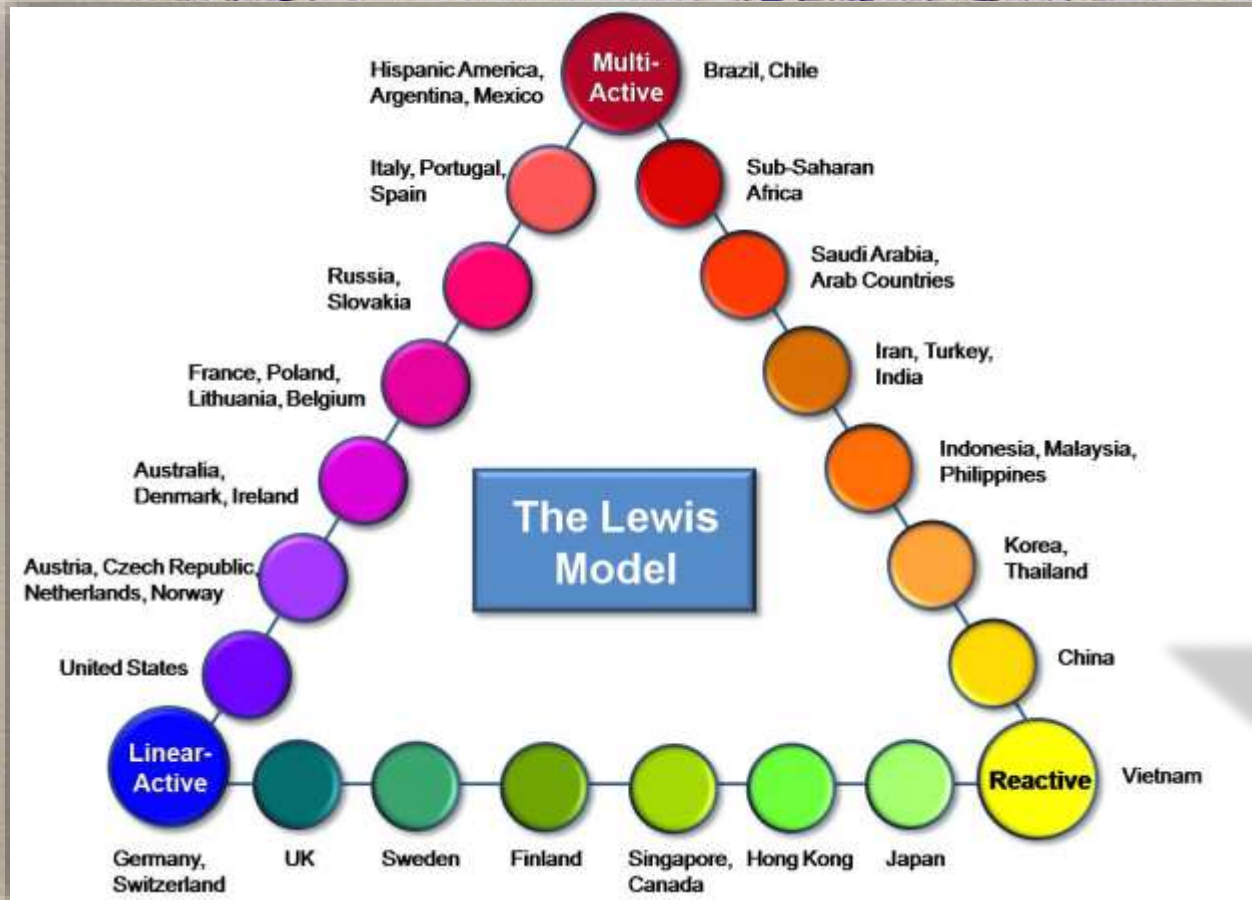 Multi-
Active
Hispanic America,
Argentina, Mexico
Brazil, Chile
Italy, Portugal,
Spain
Sub-Saharan
Africa
Russia,
Slovakia
Saudi Arabia,
Arab Countries
France, Poland,
Lithuania, Belgium
Iran, Turkey,
India
Australia,
Denmark, Ireland
Indonesia, Malaysia,
Philippines
The Lewis
Model
Austria, Czech Republic,
Netherlands, Norway
Korea,
Thailand
United States
China
Linear-
Active
Reactive
Vietnam
Germany,
Switzerland
UK
Sweden
Finland
Singapore,
Canada
Hong Kong
Japan